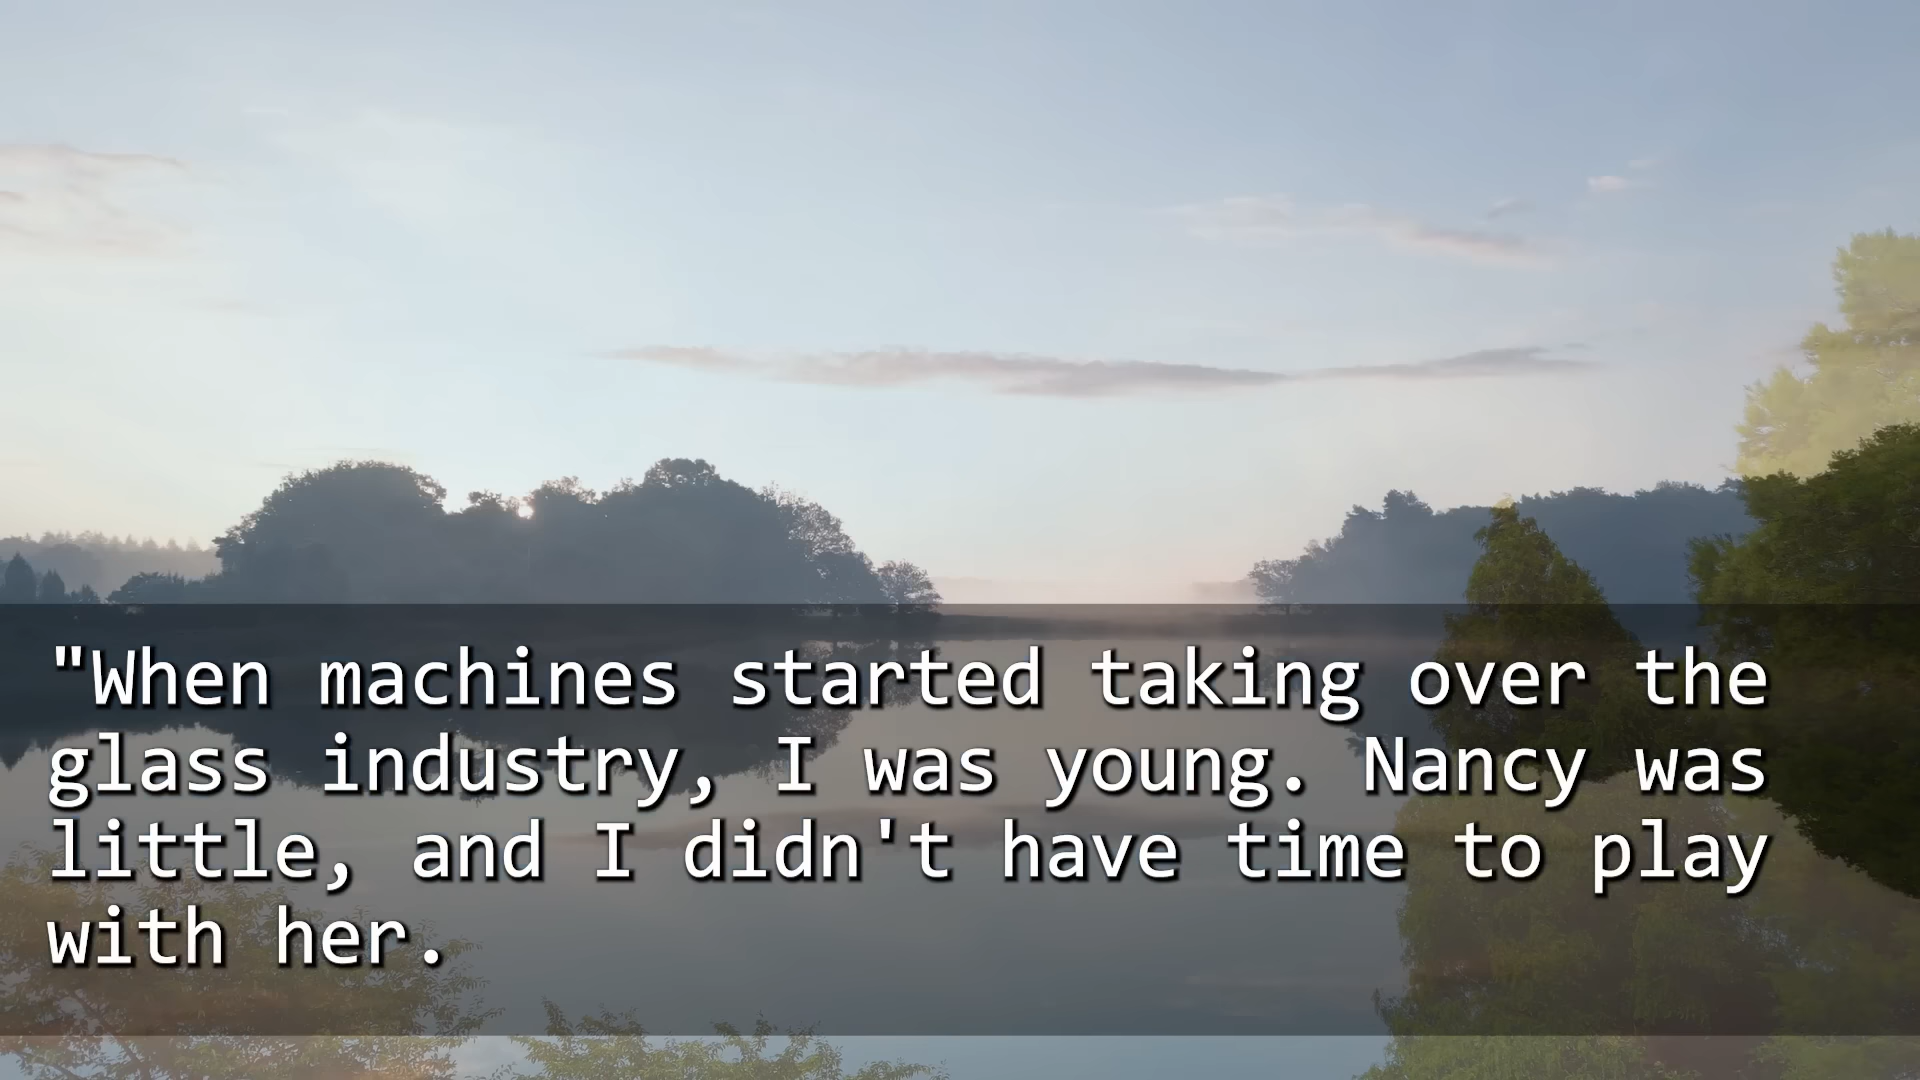 "When machines started taking over the
glass industry, I was young. Nancy was
little, and I didn't have time to play
with her.